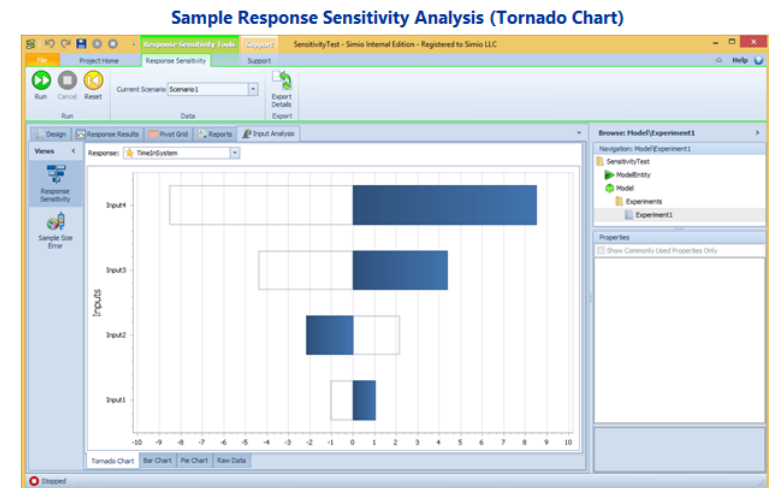 Sample Response Sensitivity Analysis (Tornado Chart)
Response Sensitivity Tools Support SensitivityTest - Simio Internal Edition - Registered to Simio LLC
File Project Home Response Sensitivity Support Help
Run Cancel Reset Current Scenario Scenario1 Export Details
Run Data Export
Design Response Results Pivot Grid Reports Input Analysis
Views
Response: TimeInSystem
Response Sensitivity
Sample Size Error
Inputs
Input4
Input3
Input2
Input1
-10 -9 -8 -7 -6 -5 -4 -3 -2 -1 0 1 2 3 4 5 6 7 8 9 10
Tornado Chart Bar Chart Pie Chart Raw Data
Browse: Model\Experiment1
Navigation: Model\Experiment1
SensitivityTest
ModelEntity
Model
Experiments
Experiment1
Properties
Show Commonly Used Properties Only
Stopped